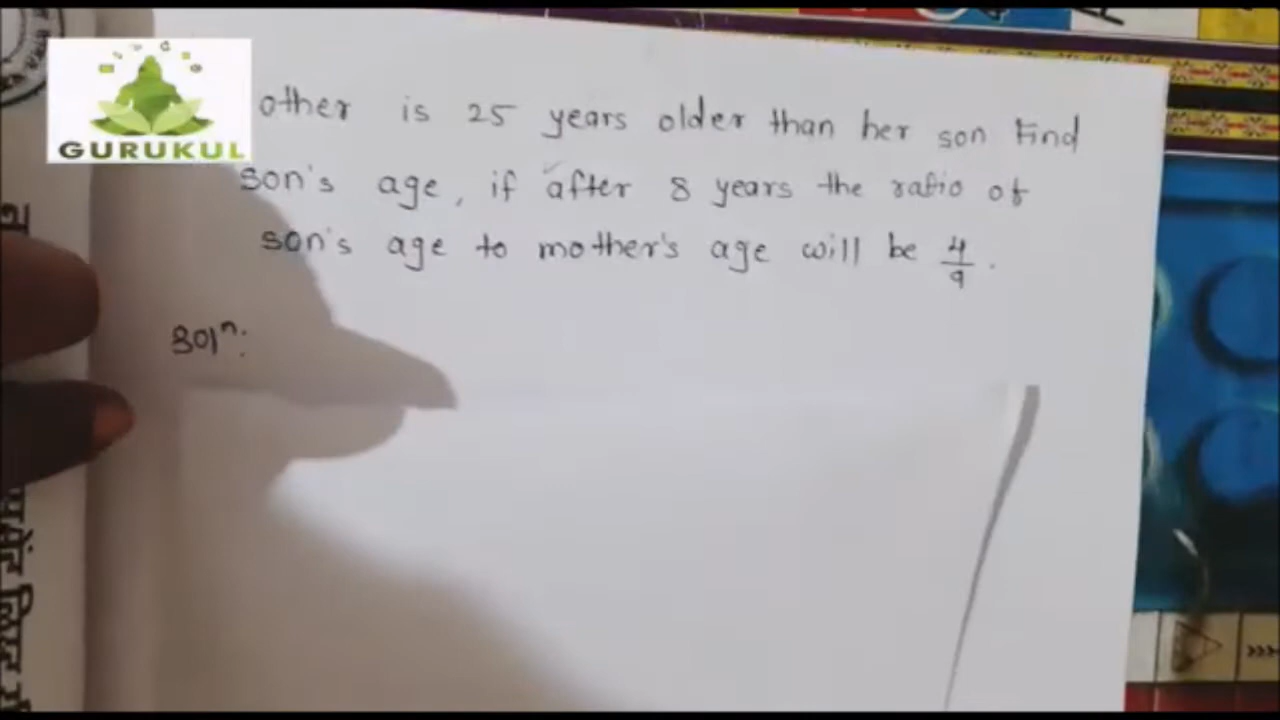 GURUKUL
other is 25 years older than her son Find
son's age, if after 8 years the ratio of
son's age to mother's age will be 4/9.
Solⁿ: